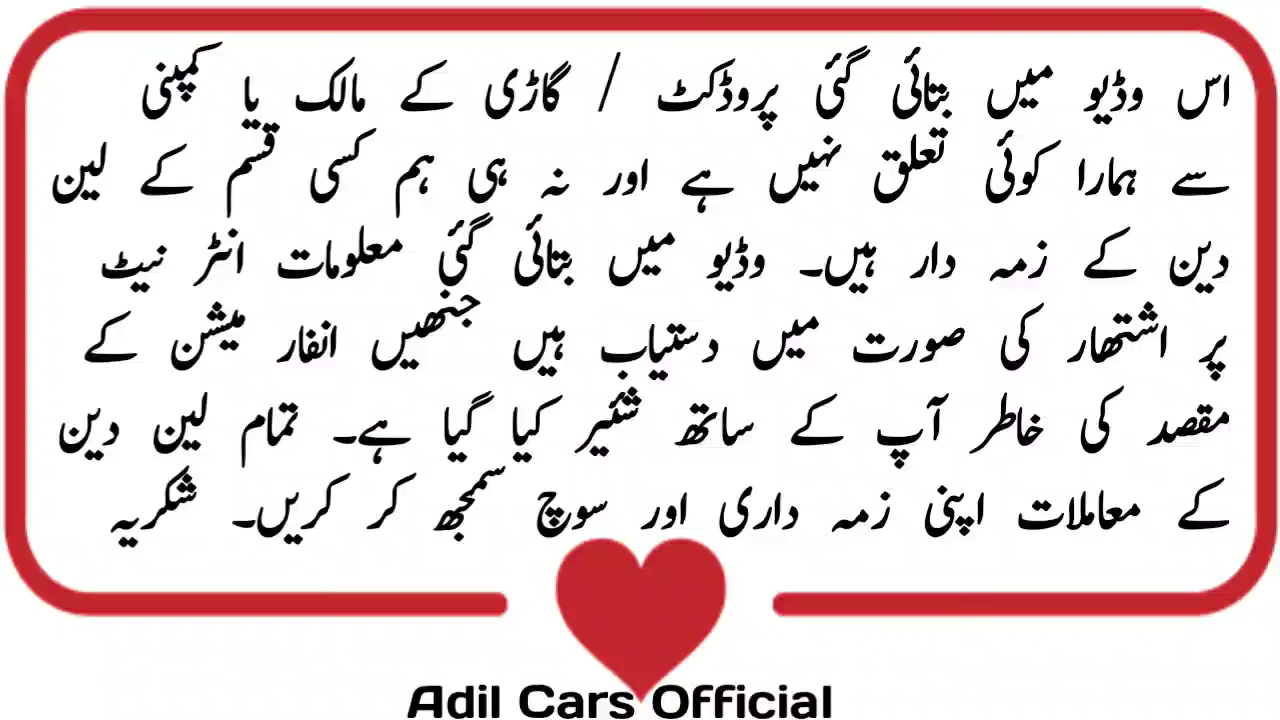 اس وڈیو میں بتائی گئی پروڈکٹ / گاڑی کے مالک یا کمپنی
سے ہمارا کوئی تعلق نہیں ہے اور نہ ہی ہم کسی قسم کے لین
دین کے زمہ دار ہیں۔ وڈیو میں بتائی گئی معلومات انٹر نیٹ
پر اشتھار کی صورت میں دستیاب ہیں جنھیں انفار میشن کے
مقصد کی خاطر آپ کے ساتھ شئیر کیا گیا ہے۔ تمام لین دین
کے معاملات اپنی زمہ داری اور سوچ سمجھ کر کریں۔ شکریہ
Adil Cars Official